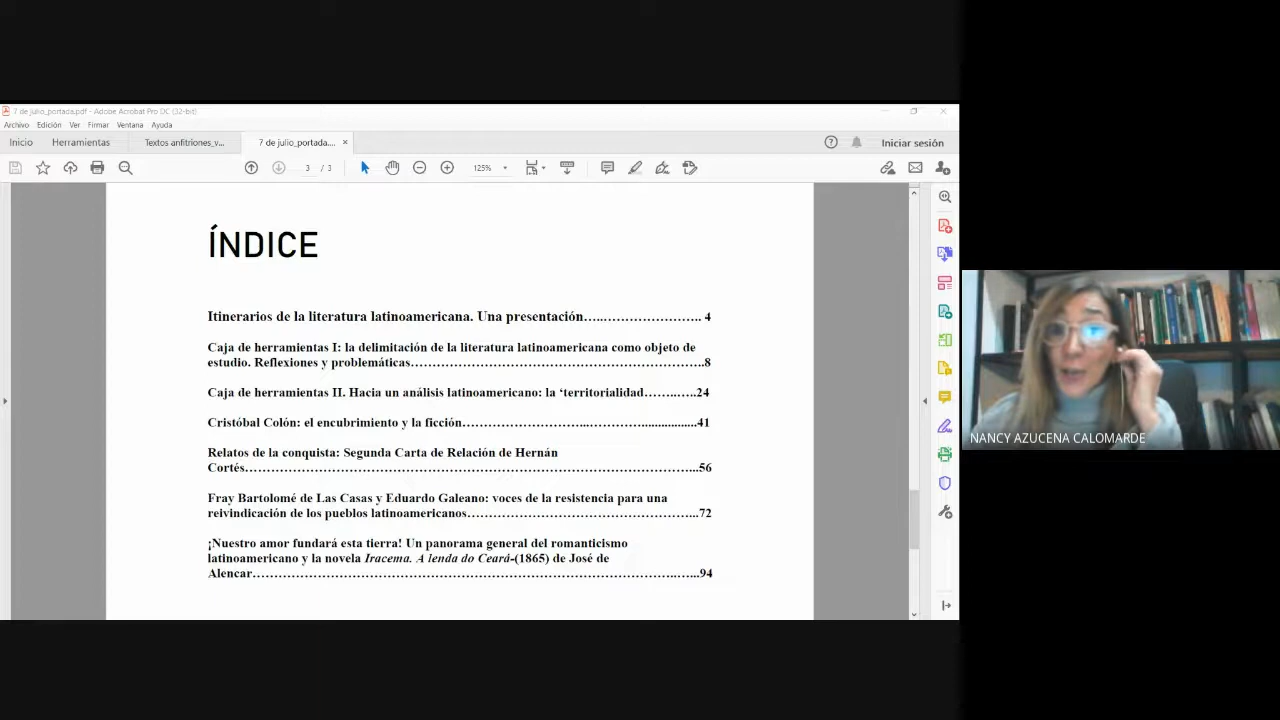 7 de julio_portada.pdf - Adobe Acrobat Pro DC (32-bit)
Archivo Edición Ver Firmar Ventana Ayuda
Inicio Herramientas Textos anfitriones_v... 7 de julio_portada.... × Iniciar sesión
3 / 3 125%
ÍNDICE
Itinerarios de la literatura latinoamericana. Una presentación…..…………………. 4
Caja de herramientas I: la delimitación de la literatura latinoamericana como objeto de
estudio. Reflexiones y problemáticas…………………………………………………………..8
Caja de herramientas II. Hacia un análisis latinoamericano: la ‘territorialidad……..…..24
Cristóbal Colón: el encubrimiento y la ficción………………………...………..................41
Relatos de la conquista: Segunda Carta de Relación de Hernán
Cortés……………………………………………………………………………………………...56
Fray Bartolomé de Las Casas y Eduardo Galeano: voces de la resistencia para una
reivindicación de los pueblos latinoamericanos……………………………………………...72
¡Nuestro amor fundará esta tierra! Un panorama general del romanticismo
latinoamericano y la novela Iracema. A lenda do Ceará-(1865) de José de
Alencar………………………………………………………………………………………..…...94
NANCY AZUCENA CALOMARDE